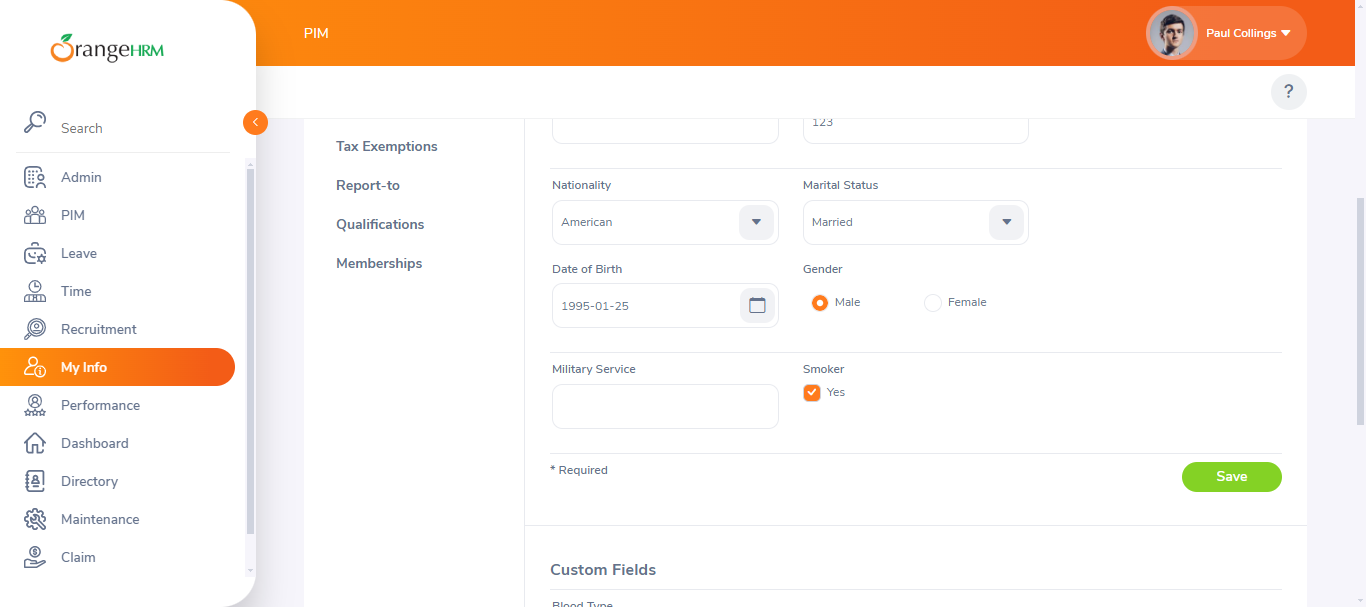 OrangeHRM
PIM
Paul Collings
?
Search
Admin
PIM
Leave
Time
Recruitment
My Info
Performance
Dashboard
Directory
Maintenance
Claim
Tax Exemptions
Report-to
Qualifications
Memberships
123
Nationality
Marital Status
American
Married
Date of Birth
Gender
1995-01-25
Male
Female
Military Service
Smoker
Yes
* Required
Save
Custom Fields
Blood Type